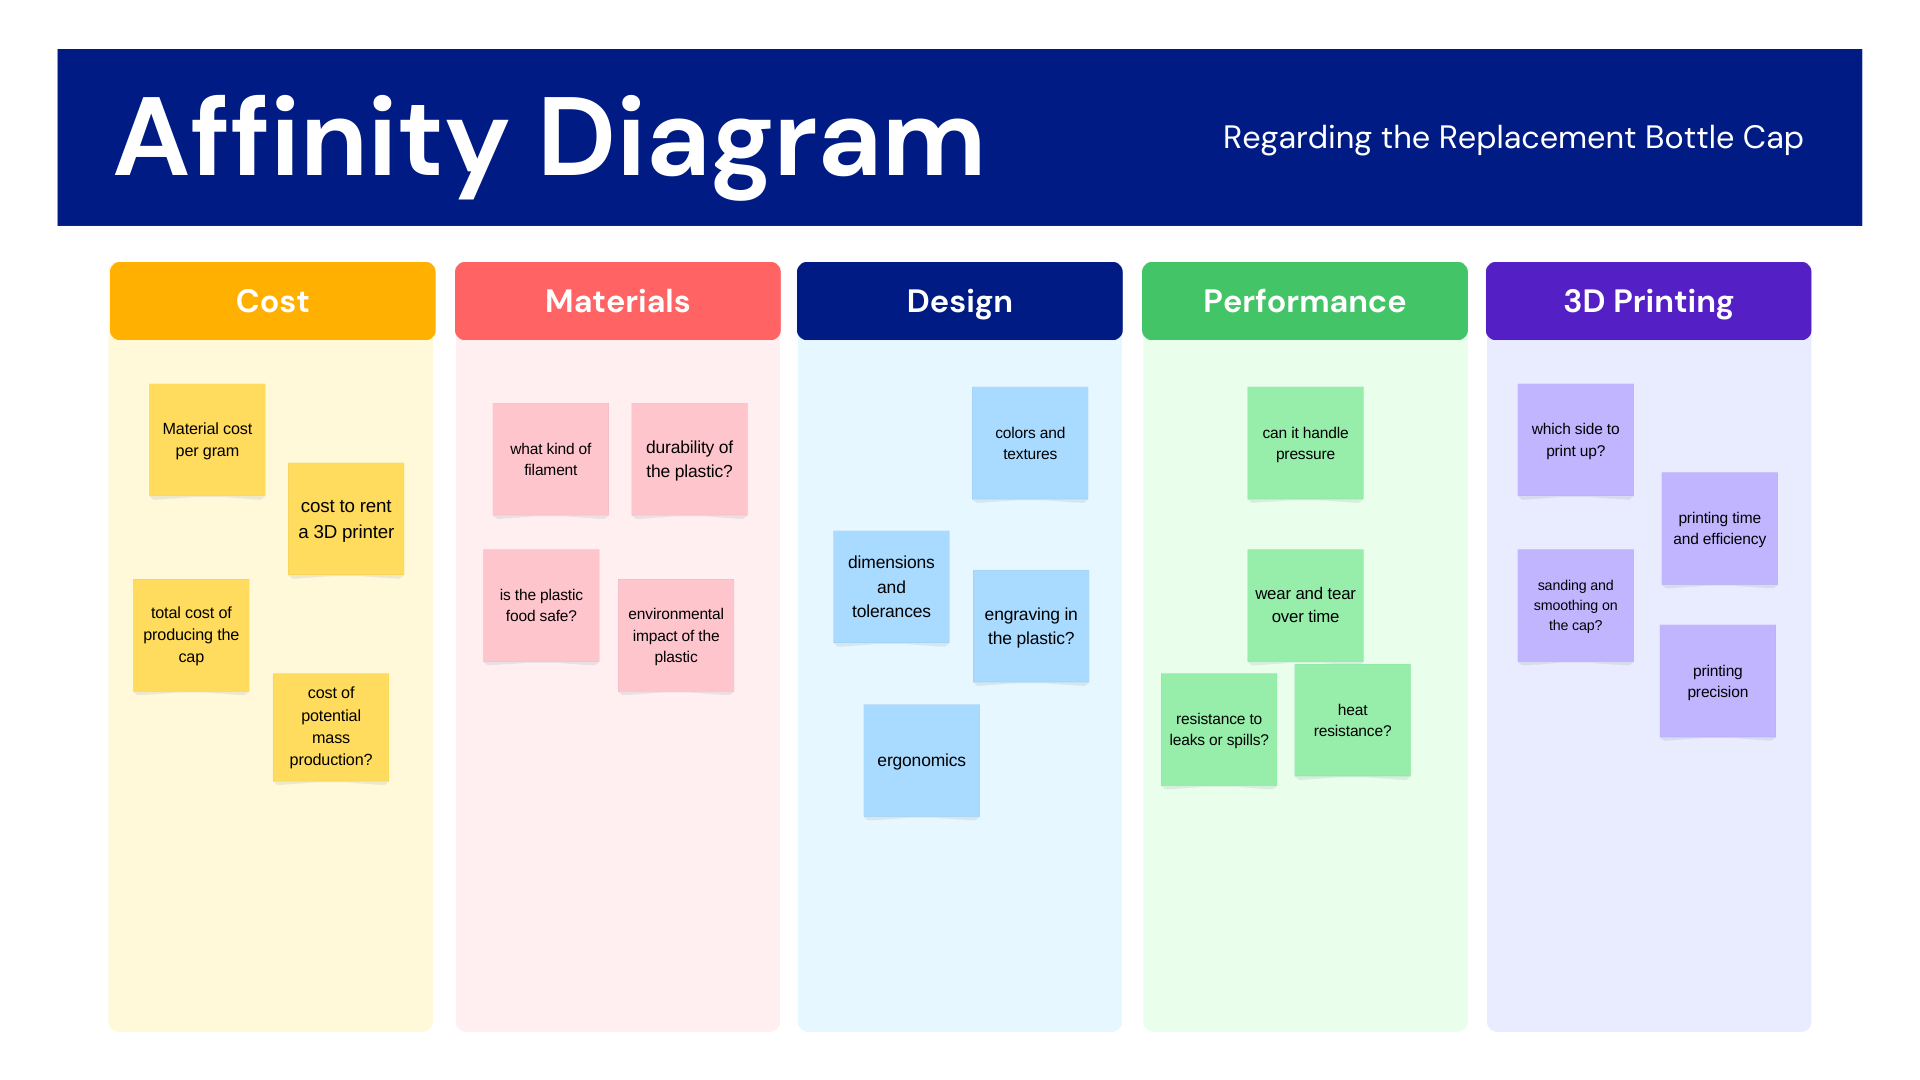 Affinity Diagram
Regarding the Replacement Bottle Cap
Cost
Material cost
per gram
cost to rent
a 3D printer
total cost of
producing the
cap
cost of
potential
mass
production?
Materials
what kind of
filament
durability of
the plastic?
is the plastic
food safe?
environmental
impact of the
plastic
Design
colors and
textures
dimensions
and
tolerances
engraving in
the plastic?
ergonomics
Performance
can it handle
pressure
wear and tear
over time
resistance to
leaks or spills?
heat
resistance?
3D Printing
which side to
print up?
printing time
and efficiency
sanding and
smoothing on
the cap?
printing
precision